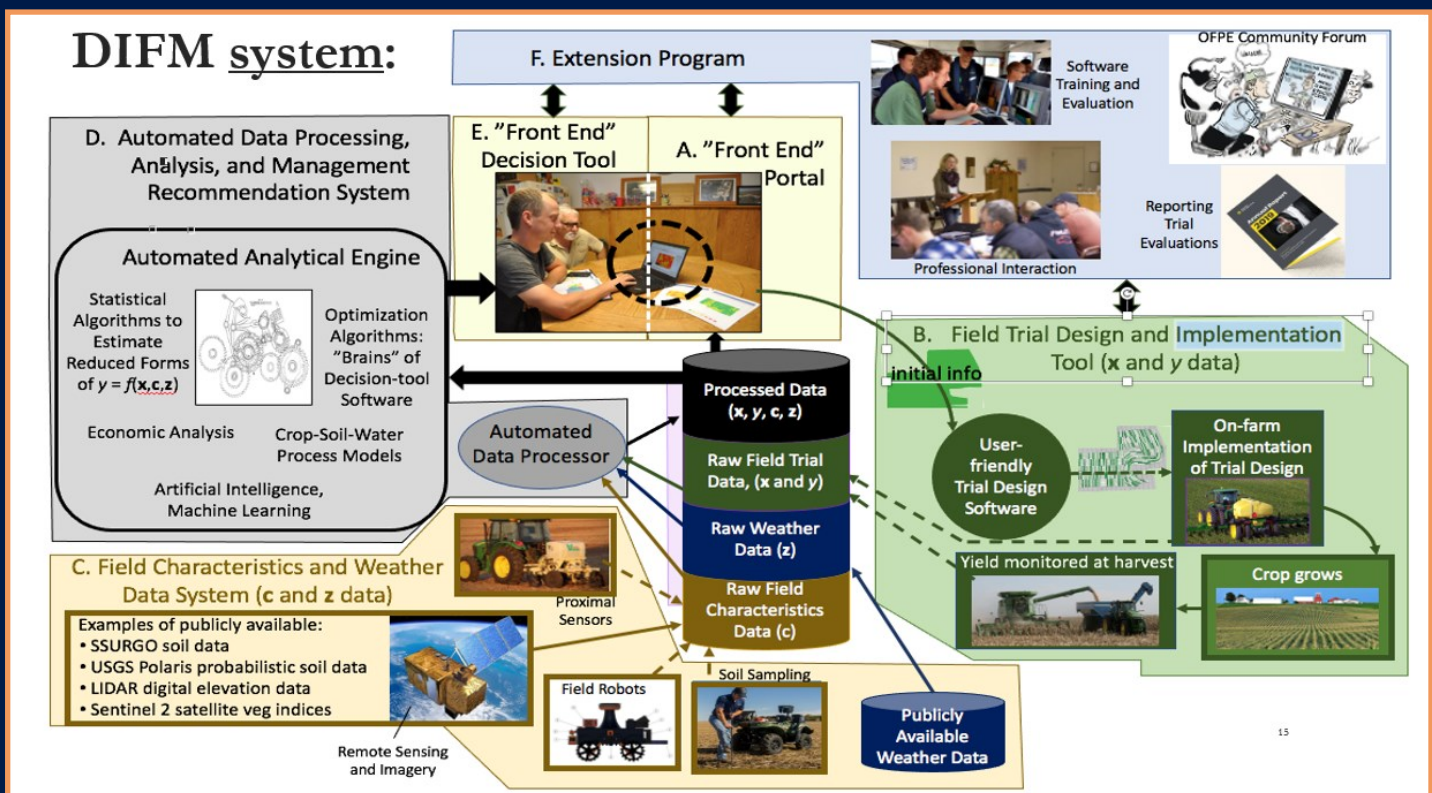 DIFM system:
F. Extension Program
Software
Training and
Evaluation
OFPE Community Forum
Professional Interaction
Reporting
Trial
Evaluations
2019
D. Automated Data Processing,
Analysis, and Management
Recommendation System
Automated Analytical Engine
Statistical
Algorithms to
Estimate
Reduced Forms
of y = f(x,c,z)
Optimization
Algorithms:
"Brains" of
Decision-tool
Software
Economic Analysis
Crop-Soil-Water
Process Models
Artificial Intelligence,
Machine Learning
E. ”Front End”
Decision Tool
A. ”Front End”
Portal
Automated
Data Processor
Processed Data
(x, y, c, z)
Raw Field Trial
Data, (x and y)
Raw Weather
Data (z)
Raw Field
Characteristics
Data (c)
B. Field Trial Design and Implementation
Tool (x and y data)
initial info
User-
friendly
Trial Design
Software
On-farm
Implementation
of Trial Design
Yield monitored at harvest
Crop grows
C. Field Characteristics and Weather
Data System (c and z data)
Examples of publicly available:
• SSURGO soil data
• USGS Polaris probabilistic soil data
• LIDAR digital elevation data
• Sentinel 2 satellite veg indices
Remote Sensing
and Imagery
Proximal
Sensors
Field Robots
Soil Sampling
Publicly
Available
Weather Data
15